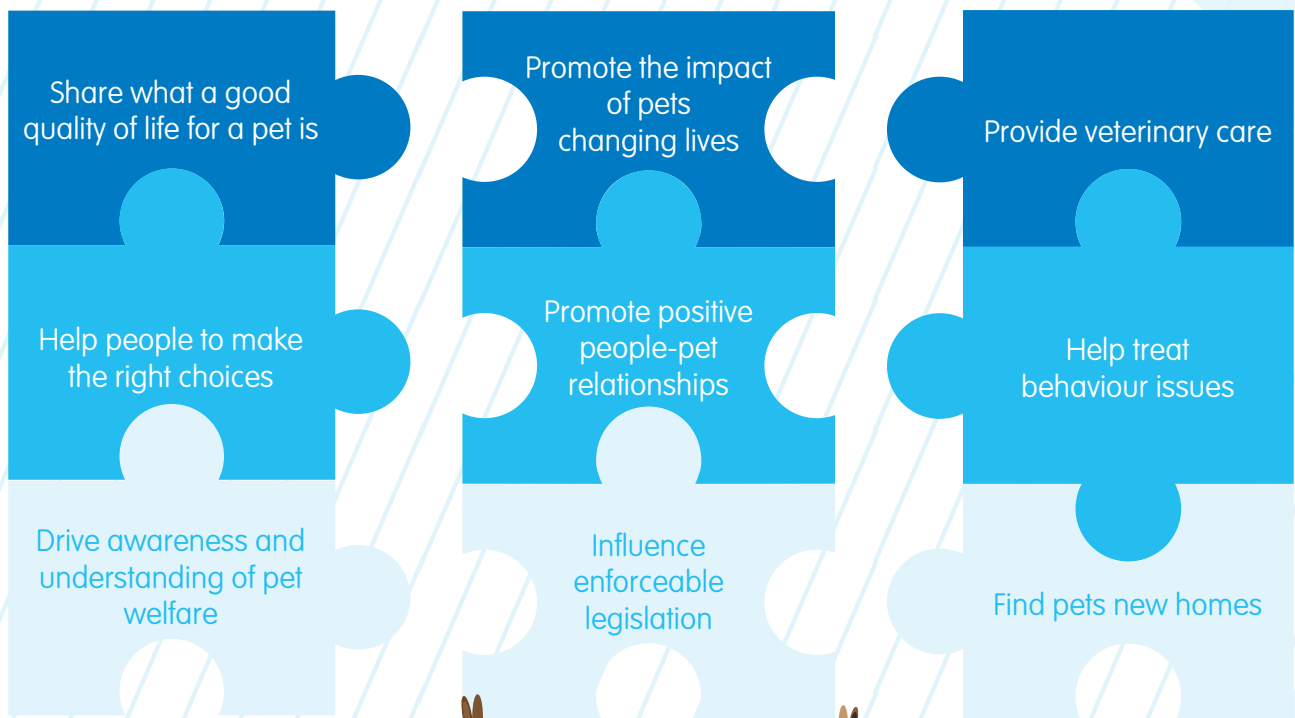 Share what a good
quality of life for a pet is
Help people to make
the right choices
Drive awareness and
understanding of pet
welfare
Promote the impact
of pets
changing lives
Promote positive
people-pet
relationships
Influence
enforceable
legislation
Provide veterinary care
Help treat
behaviour issues
Find pets new homes